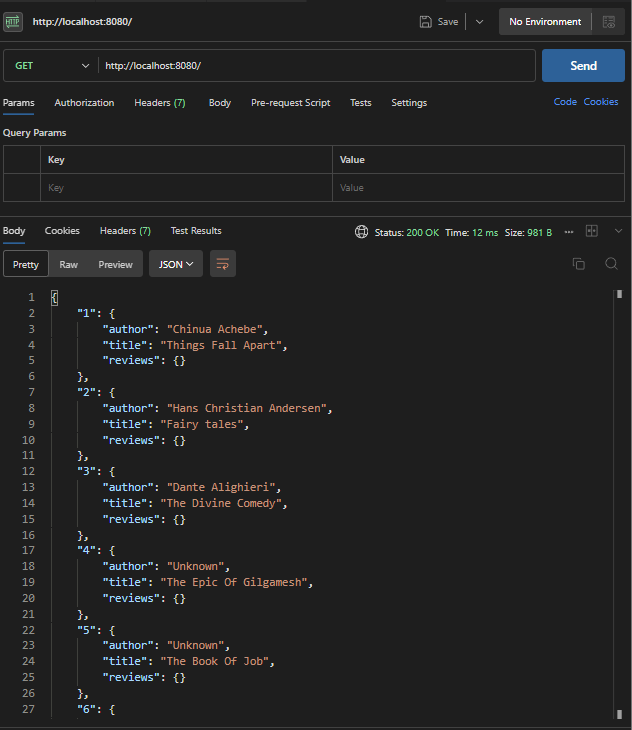 HTTP http://localhost:8080/ Save No Environment
GET http://localhost:8080/ Send
Params Authorization Headers (7) Body Pre-request Script Tests Settings Code Cookies
Query Params
Key Value
Key Value
Body Cookies Headers (7) Test Results Status: 200 OK Time: 12 ms Size: 981 B
Pretty Raw Preview JSON
1 {
2 "1": {
3 "author": "Chinua Achebe",
4 "title": "Things Fall Apart",
5 "reviews": {}
6 },
7 "2": {
8 "author": "Hans Christian Andersen",
9 "title": "Fairy tales",
10 "reviews": {}
11 },
12 "3": {
13 "author": "Dante Alighieri",
14 "title": "The Divine Comedy",
15 "reviews": {}
16 },
17 "4": {
18 "author": "Unknown",
19 "title": "The Epic Of Gilgamesh",
20 "reviews": {}
21 },
22 "5": {
23 "author": "Unknown",
24 "title": "The Book Of Job",
25 "reviews": {}
26 },
27 "6": {